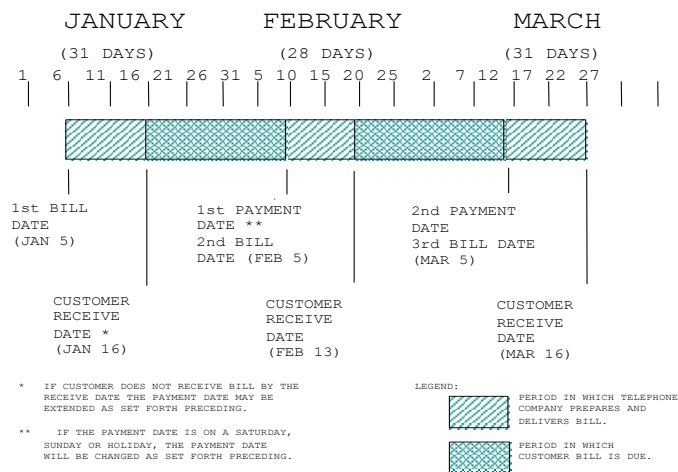 JANUARY FEBRUARY MARCH
(31 DAYS) (28 DAYS) (31 DAYS)
1 6 11 16 21 26 31 5 10 15 20 25 2 7 12 17 22 27
1st BILL
DATE
(JAN 5)
1st PAYMENT
DATE **
2nd BILL
DATE (FEB 5)
2nd PAYMENT
DATE
3rd BILL DATE
(MAR 5)
CUSTOMER
RECEIVE
DATE *
(JAN 16)
CUSTOMER
RECEIVE
DATE
(FEB 13)
CUSTOMER
RECEIVE
DATE
(MAR 16)
* IF CUSTOMER DOES NOT RECEIVE BILL BY THE
RECEIVE DATE THE PAYMENT DATE MAY BE
EXTENDED AS SET FORTH PRECEDING.
** IF THE PAYMENT DATE IS ON A SATURDAY,
SUNDAY OR HOLIDAY, THE PAYMENT DATE
WILL BE CHANGED AS SET FORTH PRECEDING.
LEGEND:
PERIOD IN WHICH TELEPHONE
COMPANY PREPARES AND
DELIVERS BILL.
PERIOD IN WHICH
CUSTOMER BILL IS DUE.